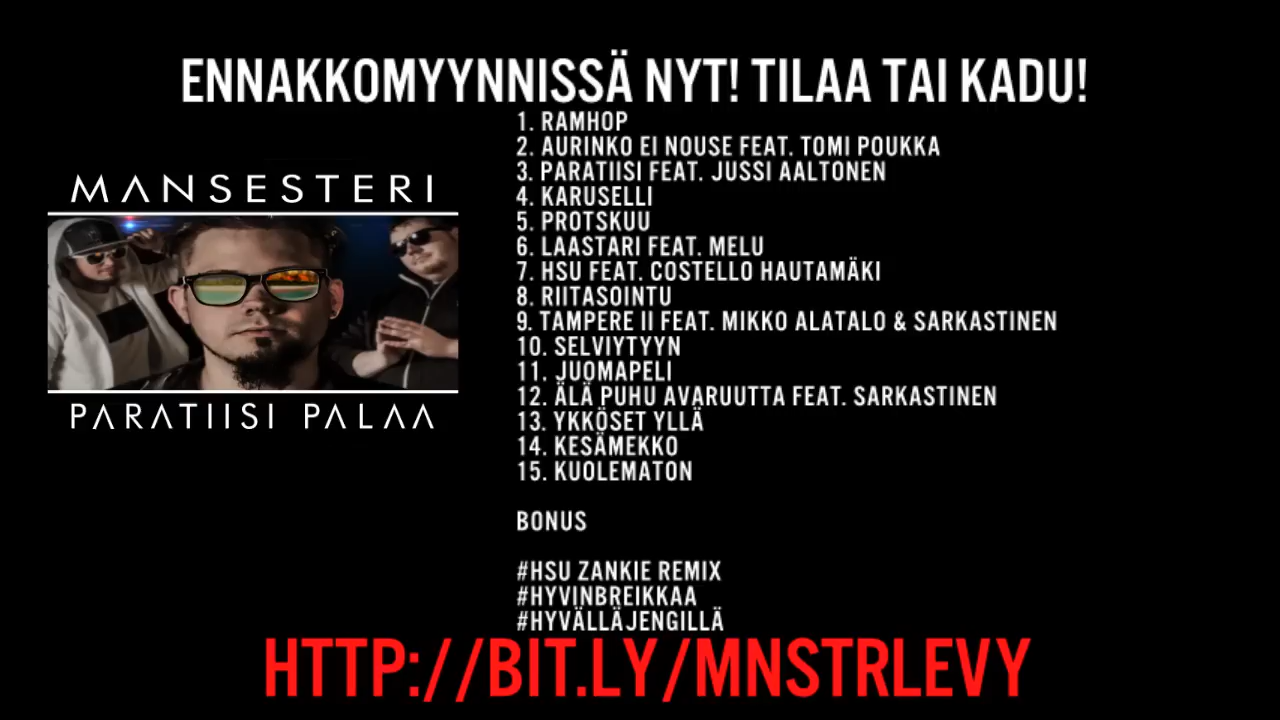 ENNAKKOMYYNNISSÄ NYT! TILAA TAI KADU!
MANSESTERI
PARATIISI PALAA
1. RAMHOP
2. AURINKO EI NOUSE FEAT. TOMI POUKKA
3. PARATIISI FEAT. JUSSI AALTONEN
4. KARUSELLI
5. PROTSKUU
6. LAASTARI FEAT. MELU
7. HSU FEAT. COSTELLO HAUTAMÄKI
8. RIITASOINTU
9. TAMPERE II FEAT. MIKKO ALATALO & SARKASTINEN
10. SELVIYTYYN
11. JUOMAPELI
12. ÄLÄ PUHU AVARUUTTA FEAT. SARKASTINEN
13. YKKÖSET YLLÄ
14. KESÄMEKKO
15. KUOLEMATON
BONUS
#HSU ZANKIE REMIX
#HYVINBREIKKAA
#HYVÄLLÄJENGILLÄ
HTTP://BIT.LY/MNSTRLEVY